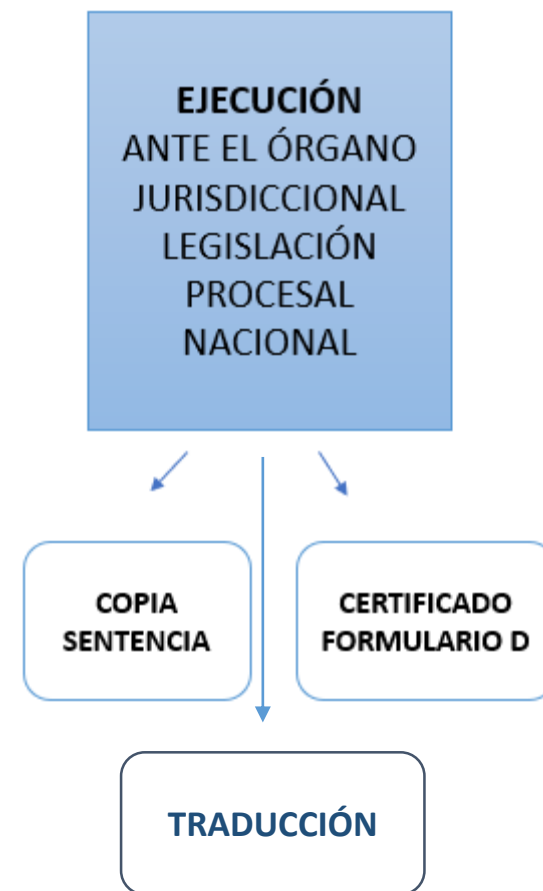 EJECUCIÓN
ANTE EL ÓRGANO
JURISDICCIONAL
LEGISLACIÓN
PROCESAL
NACIONAL
COPIA
SENTENCIA
CERTIFICADO
FORMULARIO D
TRADUCCIÓN